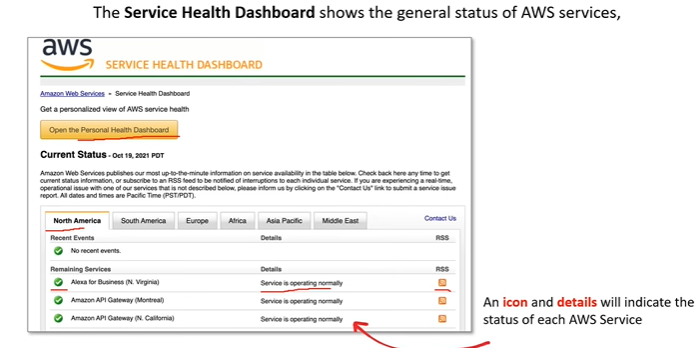 The Service Health Dashboard shows the general status of AWS services,
aws
SERVICE HEALTH DASHBOARD
Amazon Web Services » Service Health Dashboard
Get a personalized view of AWS service health
Open the Personal Health Dashboard
Current Status - Oct 19, 2021 PDT
Amazon Web Services publishes our most up-to-the-minute information on service availability in the table below. Check back here any time to get
current status information, or subscribe to an RSS feed to be notified of interruptions to each individual service. If you are experiencing a real-time,
operational issue with one of our services that is not described below, please inform us by clicking on the "Contact Us" link to submit a service issue
report. All dates and times are Pacific Time (PST/PDT).
North America South America Europe Africa Asia Pacific Middle East Contact Us
Recent Events Details RSS
No recent events.
Remaining Services Details RSS
Alexa for Business (N. Virginia) Service is operating normally
Amazon API Gateway (Montreal) Service is operating normally
Amazon API Gateway (N. California) Service is operating normally
An icon and details will indicate the
status of each AWS Service